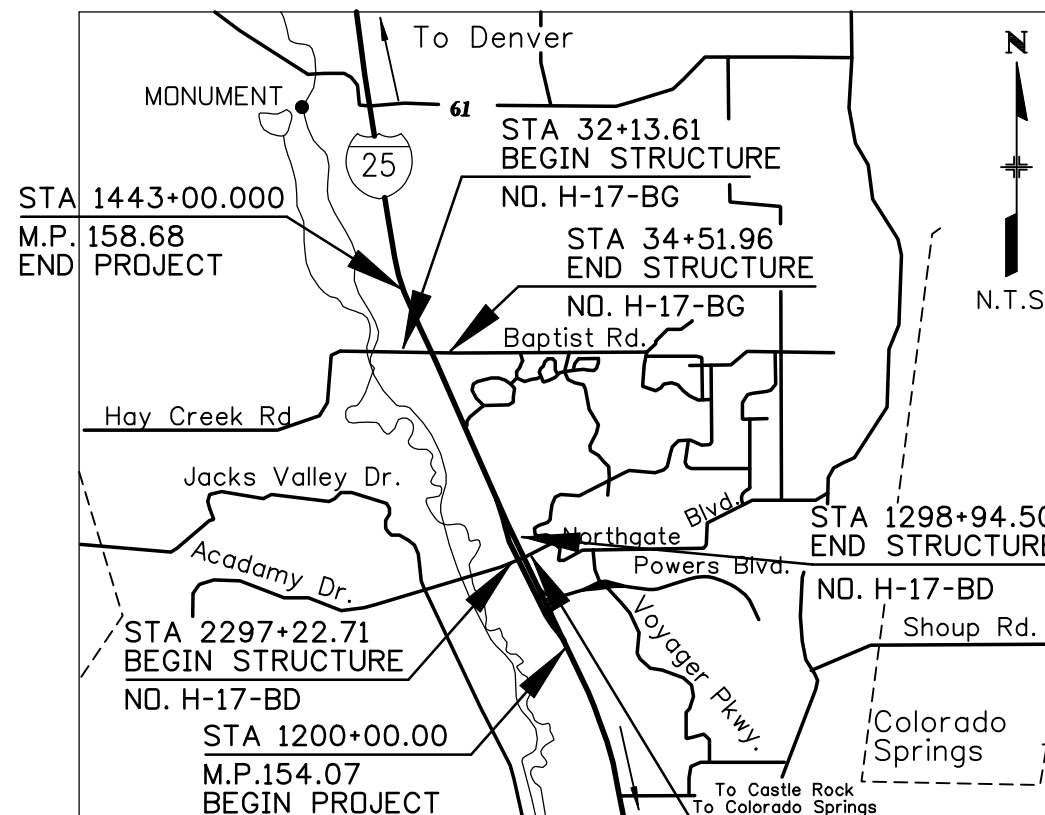 To Denver
N
MONUMENT
61
STA 32+13.61
BEGIN STRUCTURE
NO. H-17-BG
25
STA 1443+00.000
M.P. 158.68
END PROJECT
STA 34+51.96
END STRUCTURE
NO. H-17-BG
N.T.S
Baptist Rd.
Hay Creek Rd
Jacks Valley Dr.
Northgate Blvd.
STA 1298+94.50
END STRUCTURE
NO. H-17-BD
Acadamy Dr.
Powers Blvd.
STA 2297+22.71
BEGIN STRUCTURE
NO. H-17-BD
Voyager Pkwy.
Shoup Rd.
STA 1200+00.00
M.P.154.07
BEGIN PROJECT
Colorado
Springs
To Castle Rock
To Colorado Springs